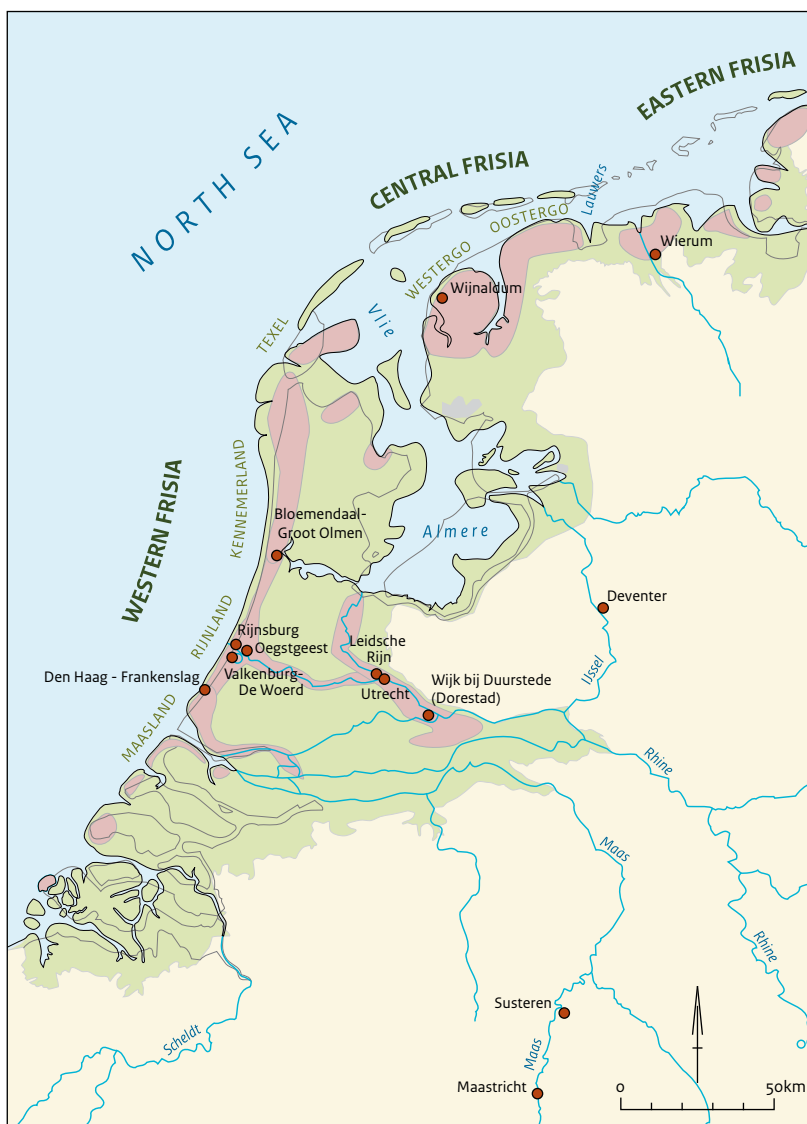 EASTERN FRISIA
NORTH SEA
CENTRAL FRISIA
Lauwers
OOSTERGO
WESTERGO
Wierum
Wijnaldum
Vlie
TEXEL
WESTERN FRISIA
KENNEMERLAND
Bloemendaal-
Groot Olmen
Almere
Deventer
RIJNLAND
Rijnsburg
Oegstgeest
Leidsche
Rijn
Den Haag - Frankenslag
Valkenburg-
De Woerd
Utrecht
Wijk bij Duurstede
(Dorestad)
IJssel
MAASLAND
Rhine
Maas
Rhine
Susteren
Scheldt
Maas
Maastricht
0
50km